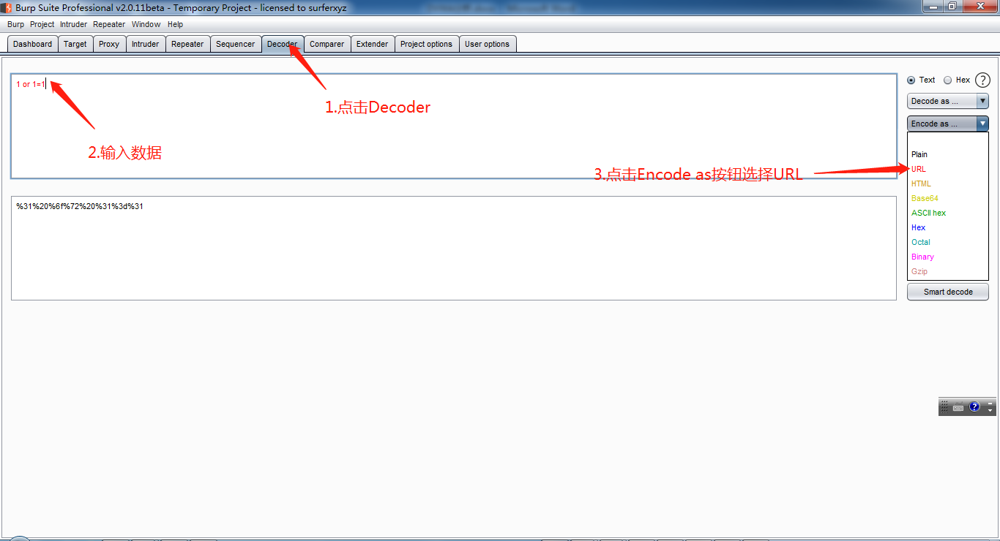 Burp Suite Professional v2.0.11beta - Temporary Project - licensed to surferxyz
Burp Project Intruder Repeater Window Help
Dashboard Target Proxy Intruder Repeater Sequencer Decoder Comparer Extender Project options User options
1 or 1=1
Text Hex ?
Decode as ...
1.点击Decoder
Encode as ...
2.输入数据
Plain
3.点击Encode as按钮选择URL
URL
HTML
Base64
%31%20%6f%72%20%31%3d%31
ASCII hex
Hex
Octal
Binary
Gzip
Smart decode
?